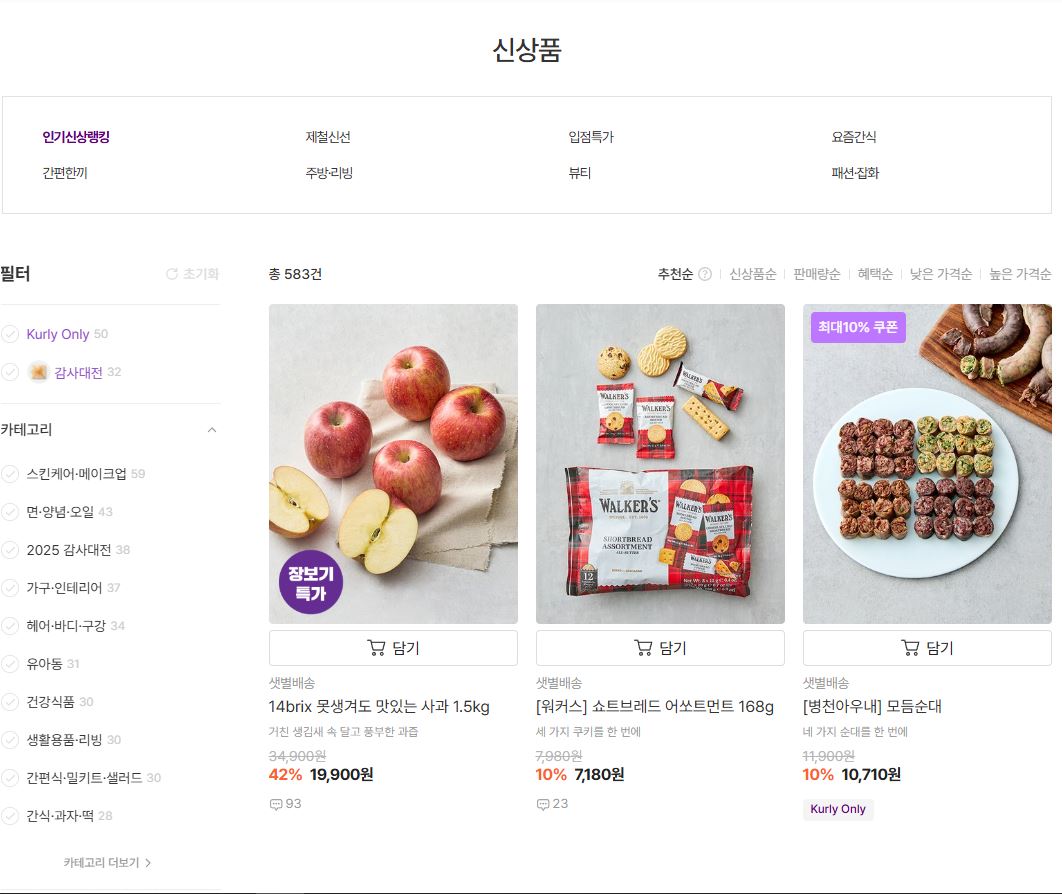 신상품
인기신상랭킹 제철신선 입점특가 요즘간식
간편한끼 주방·리빙 뷰티 패션·잡화
필터 초기화
총 583건 추천순 ? 신상품순 판매량순 혜택순 낮은 가격순 높은 가격순
Kurly Only 50
감사대전 32
카테고리
스킨케어·메이크업 59
면·양념·오일 43
2025 감사대전 38
가구·인테리어 37
헤어·바디·구강 34
유아동 31
건강식품 30
생활용품·리빙 30
간편식·밀키트·샐러드 30
간식·과자·떡 28
카테고리 더보기
장보기
특가
담기
샛별배송
14brix 못생겨도 맛있는 사과 1.5kg
거친 생김새 속 달고 풍부한 과즙
34,900원
42% 19,900원
93
WALKER'S
WALKER'S
WALKER'S
WALKER'S
SHORTBREAD
ASSORTMENT
WALKER'S
WALKER'S
WALKER'S
12
담기
샛별배송
[워커스] 쇼트브레드 어쏘트먼트 168g
세 가지 쿠키를 한 번에
7,980원
10% 7,180원
23
최대10% 쿠폰
담기
샛별배송
[병천아우내] 모듬순대
네 가지 순대를 한 번에
11,900원
10% 10,710원
Kurly Only